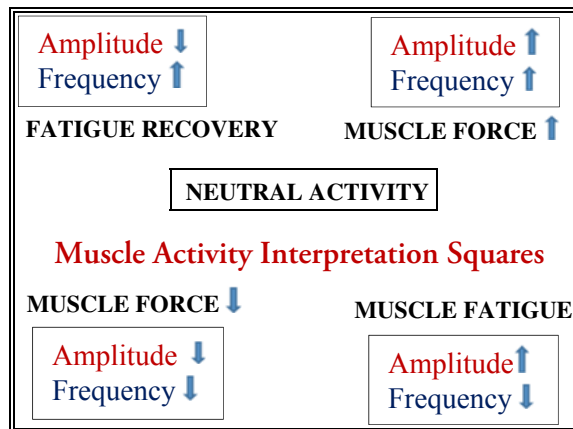 Amplitude ⬇
Frequency ⬆
FATIGUE RECOVERY
Amplitude ⬆
Frequency ⬆
MUSCLE FORCE ⬆
NEUTRAL ACTIVITY
Muscle Activity Interpretation Squares
MUSCLE FORCE ⬇
Amplitude ⬇
Frequency ⬇
MUSCLE FATIGUE
Amplitude ⬆
Frequency ⬇